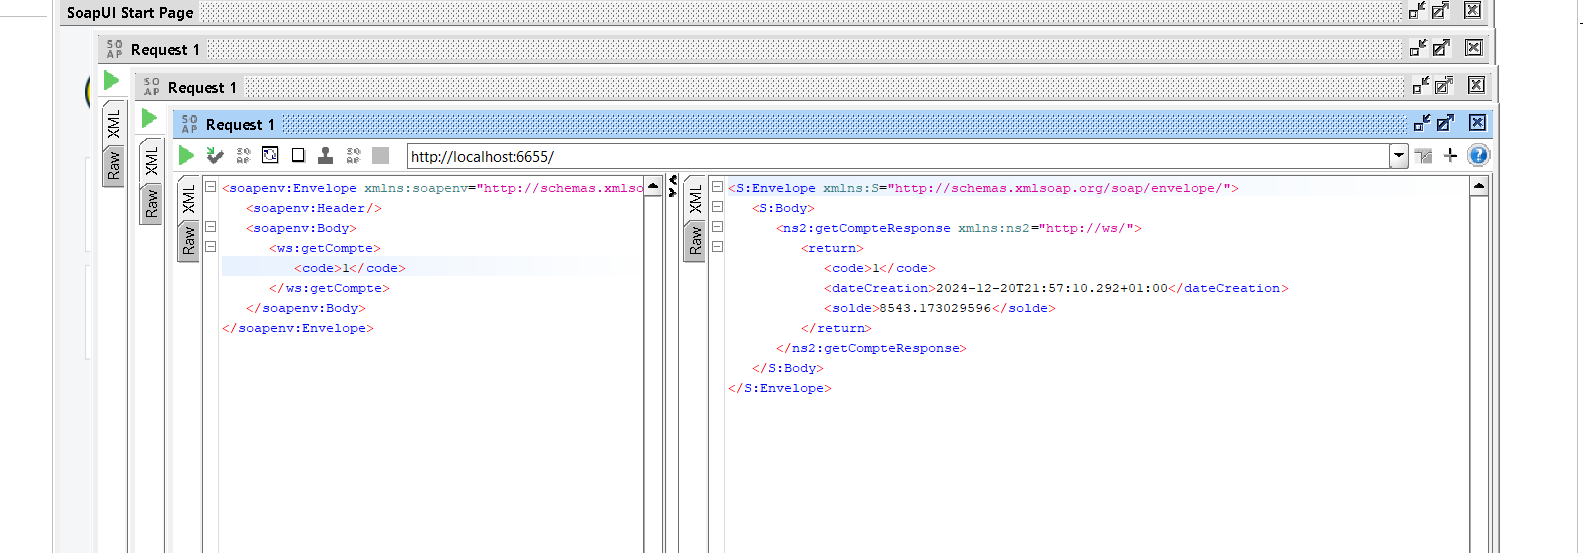 SoapUI Start Page
SO
AP Request 1
SO
AP Request 1
SO
AP Request 1
http://localhost:6655/
XML
Raw
XML
Raw
XML
Raw
<soapenv:Envelope xmlns:soapenv="http://schemas.xmlso
<soapenv:Header/>
<soapenv:Body>
<ws:getCompte>
<code>1</code>
</ws:getCompte>
</soapenv:Body>
</soapenv:Envelope>
XML
Raw
<S:Envelope xmlns:S="http://schemas.xmlsoap.org/soap/envelope/">
<S:Body>
<ns2:getCompteResponse xmlns:ns2="http://ws/">
<return>
<code>1</code>
<dateCreation>2024-12-20T21:57:10.292+01:00</dateCreation>
<solde>8543.173029596</solde>
</return>
</ns2:getCompteResponse>
</S:Body>
</S:Envelope>